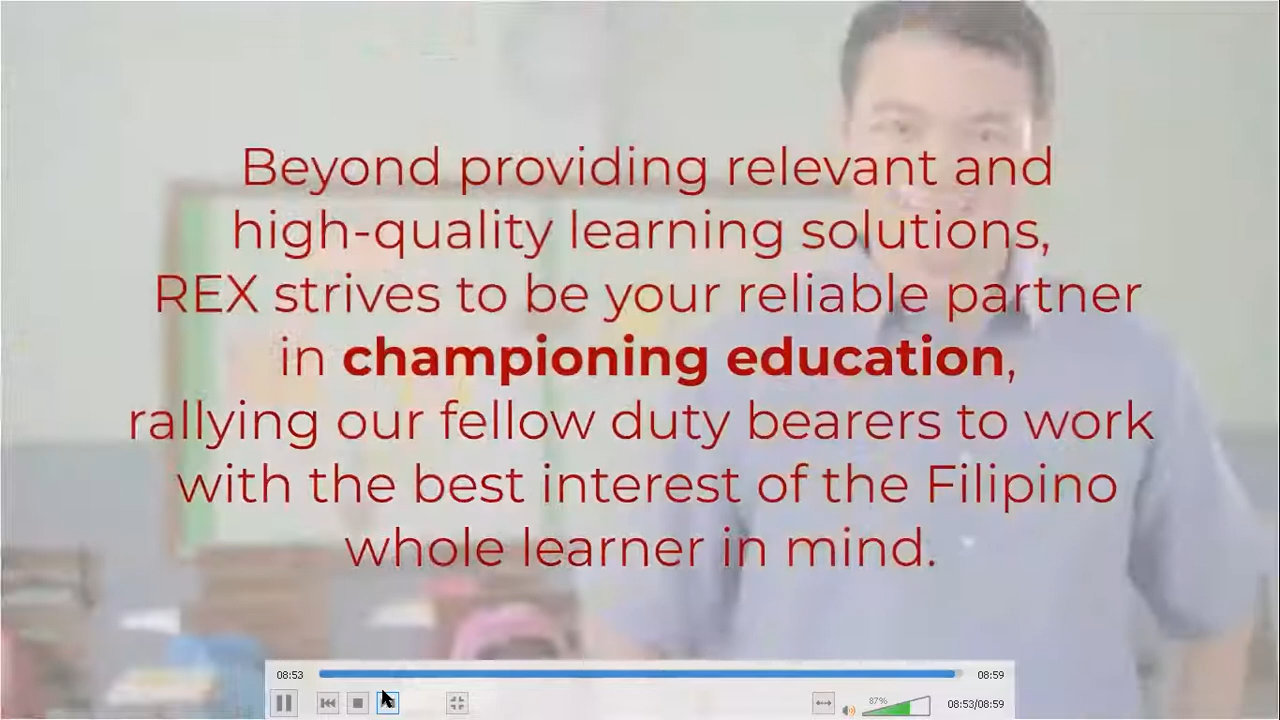 Beyond providing relevant and
high-quality learning solutions,
REX strives to be your reliable partner
in championing education,
rallying our fellow duty bearers to work
with the best interest of the Filipino
whole learner in mind.
08:53
08:59
87%
08:53/08:59